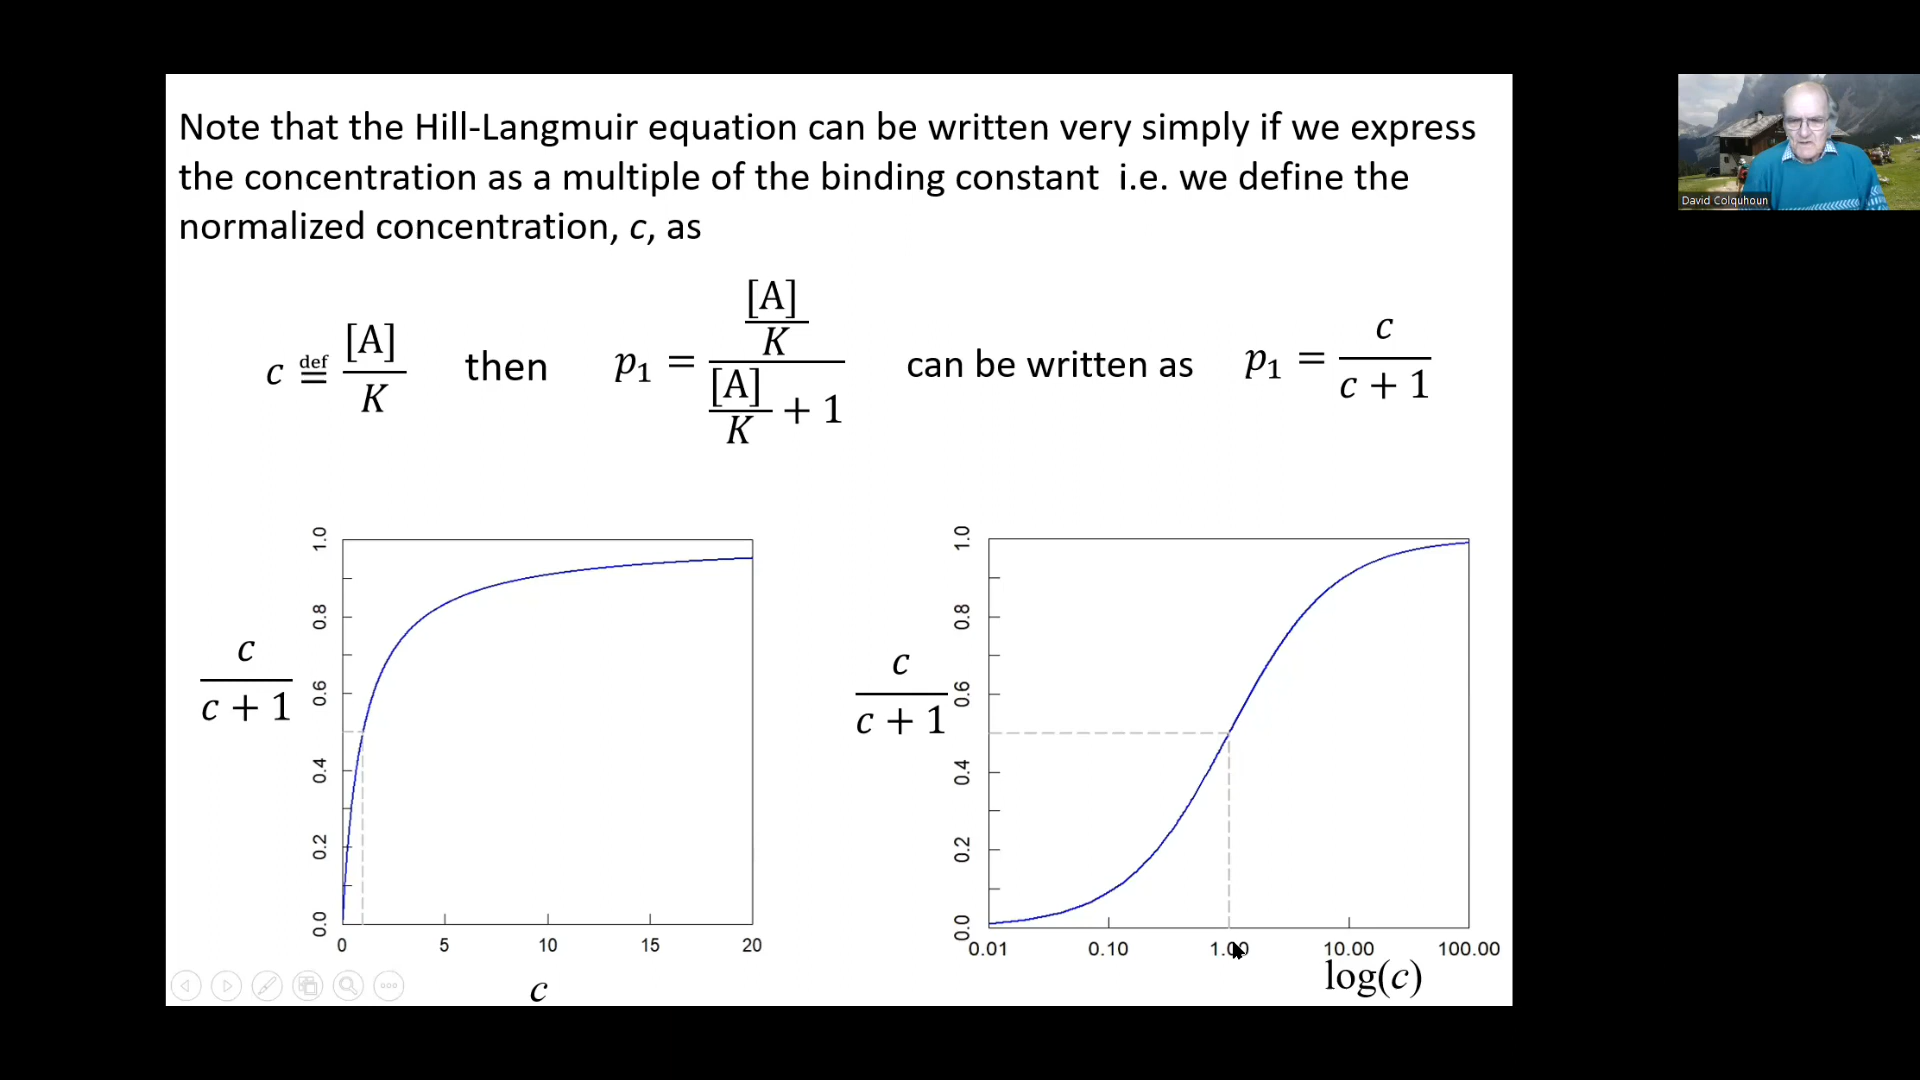 Note that the Hill-Langmuir equation can be written very simply if we express
the concentration as a multiple of the binding constant i.e. we define the
normalized concentration, c, as
c ≝ [A]/K then p₁ = ([A]/K)/([A]/K + 1) can be written as p₁ = c/(c + 1)
David Colquhoun
c/(c + 1)
1.0
0.8
0.6
0.4
0.2
0.0
0 5 10 15 20
c
c/(c + 1)
1.0
0.8
0.6
0.4
0.2
0.0
0.01 0.10 1.00 10.00 100.00
log(c)